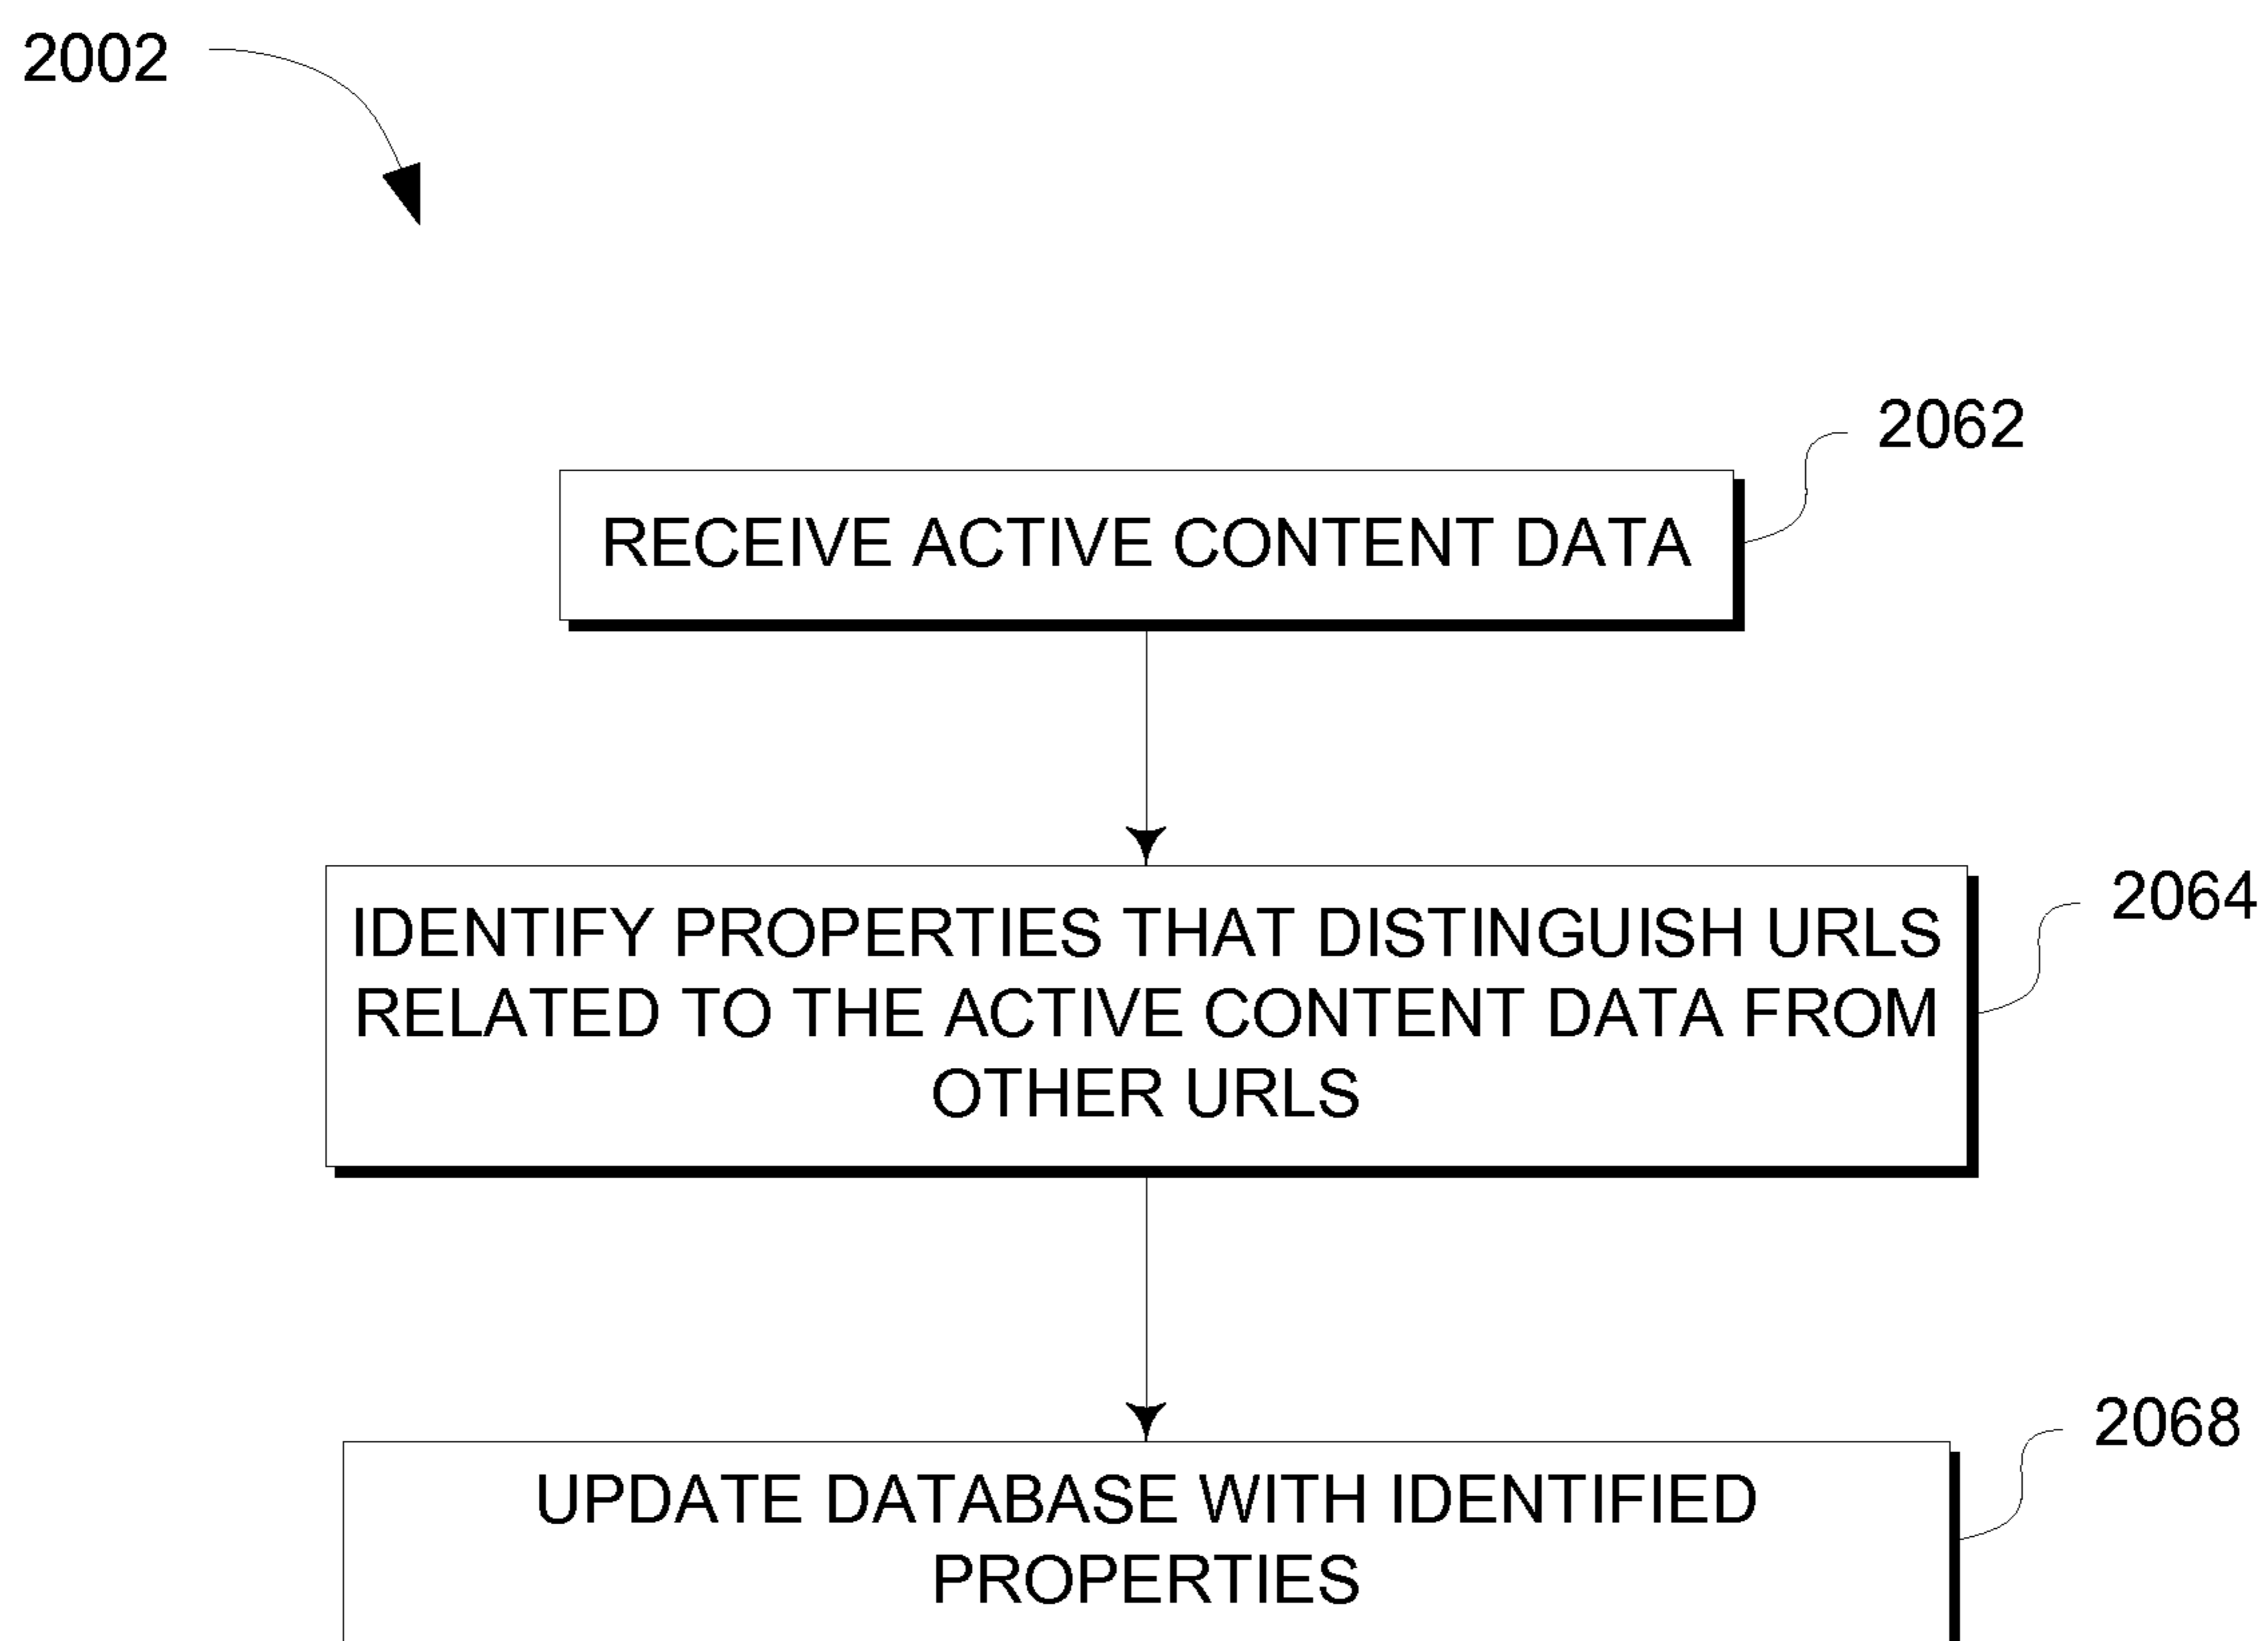 2002
2062
RECEIVE ACTIVE CONTENT DATA
2064
IDENTIFY PROPERTIES THAT DISTINGUISH URLS
RELATED TO THE ACTIVE CONTENT DATA FROM
OTHER URLS
2068
UPDATE DATABASE WITH IDENTIFIED
PROPERTIES